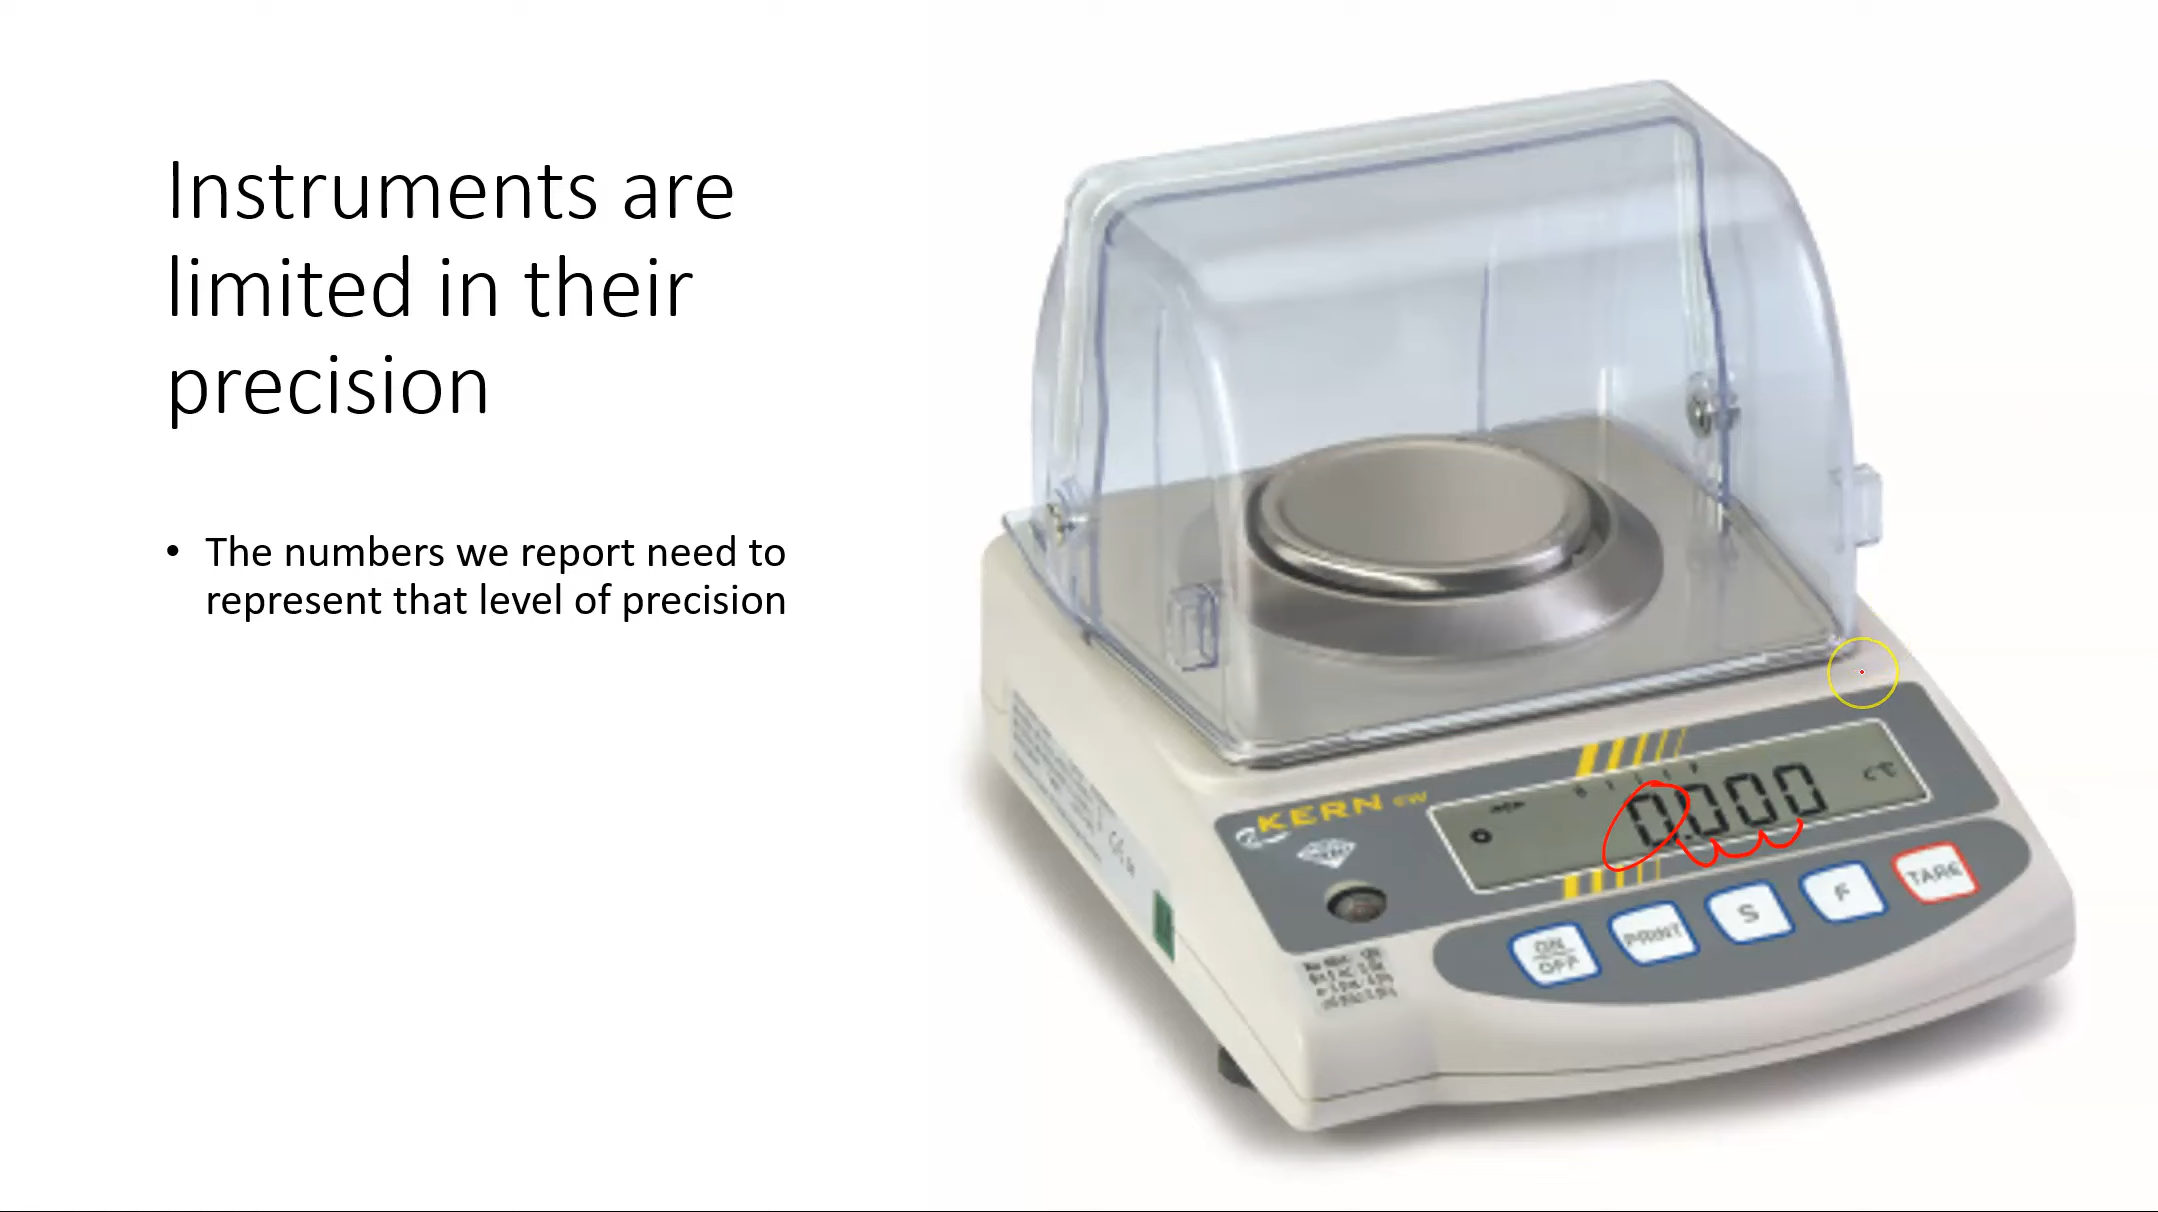 Instruments are
limited in their
precision
• The numbers we report need to
represent that level of precision
KERN EW
0.000
ON
OFF
PRINT
S
F
TARE